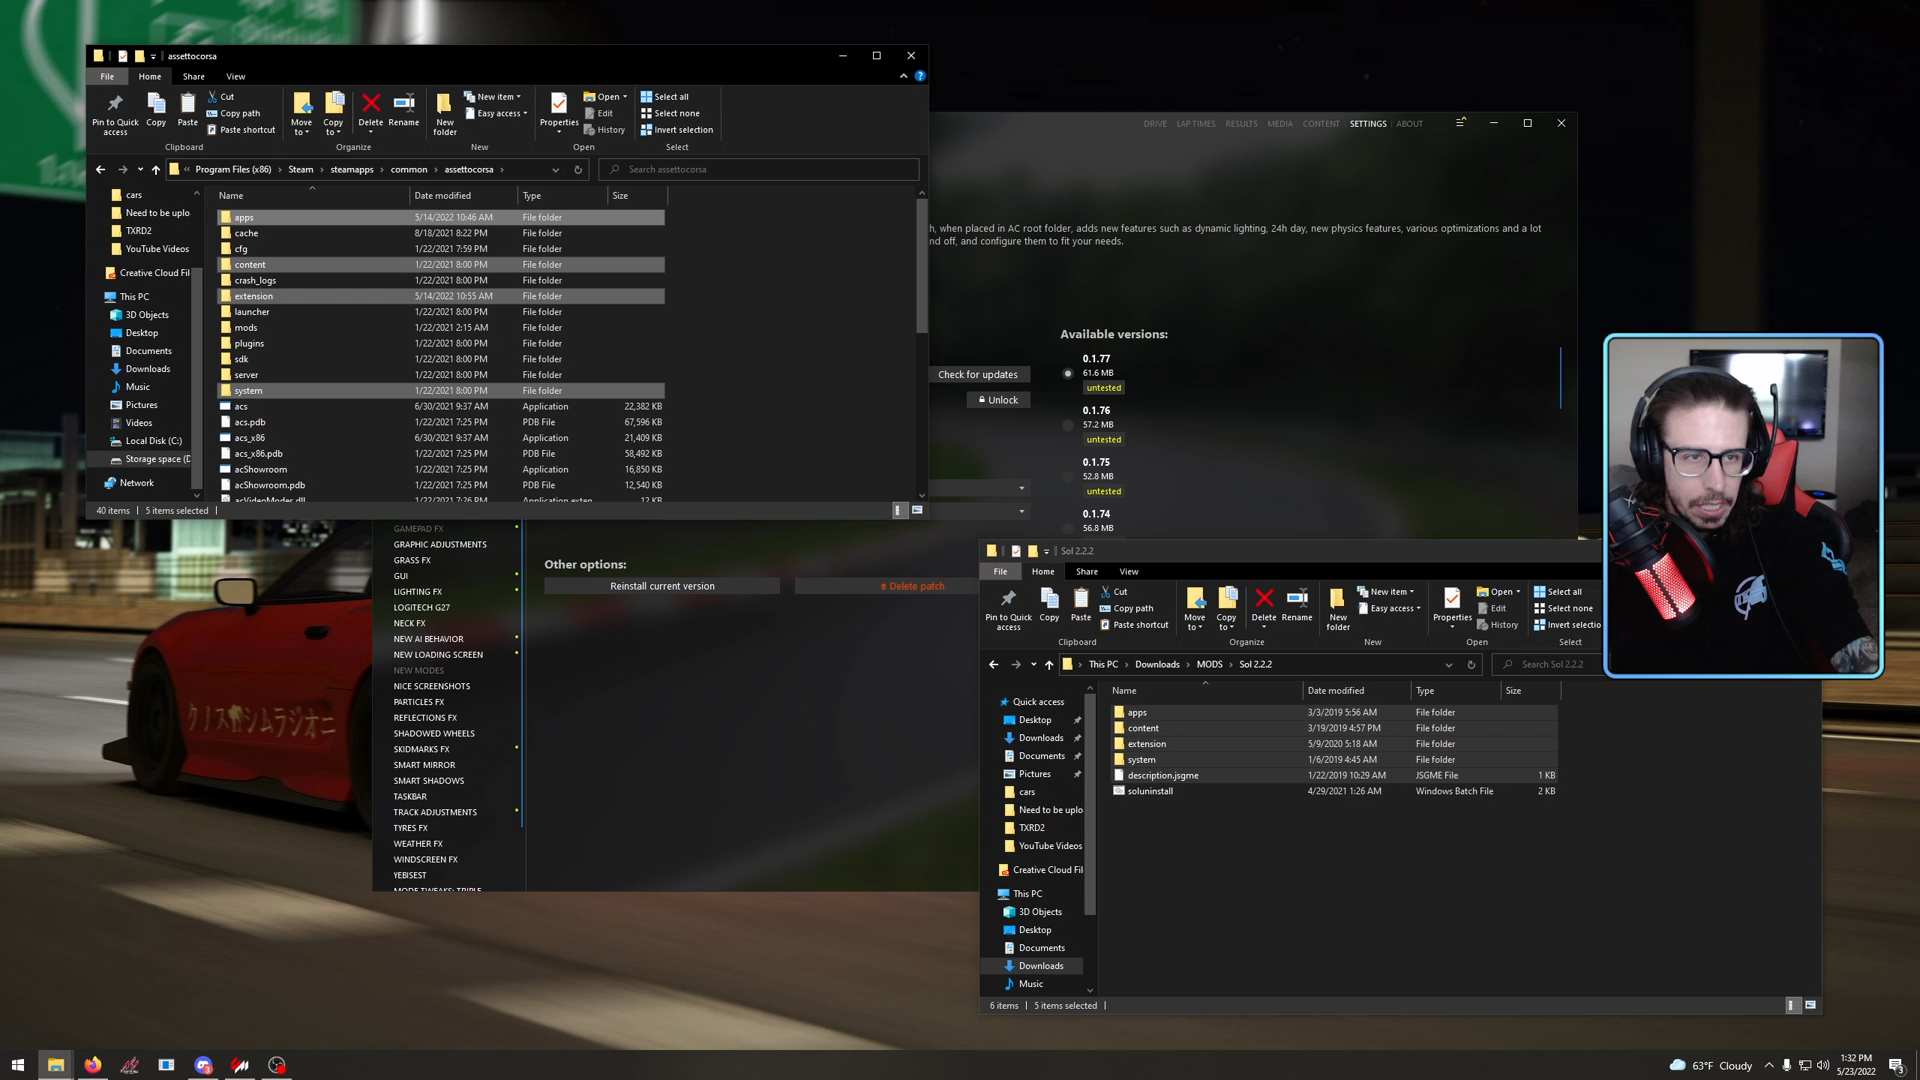 assettocorsa
File Home Share View
Pin to Quick access
Copy
Paste
Cut
Copy path
Paste shortcut
Move to
Copy to
Delete
Rename
New folder
New item
Easy access
Properties
Open
Edit
History
Select all
Select none
Invert selection
Clipboard Organize New Open Select
« Program Files (x86) › Steam › steamapps › common › assettocorsa ›
Search assettocorsa
cars
Need to be uplo
TXRD2
YouTube Videos
Creative Cloud Fil
This PC
3D Objects
Desktop
Documents
Downloads
Music
Pictures
Videos
Local Disk (C:)
Storage space (D
Network
Name Date modified Type Size
apps 5/14/2022 10:46 AM File folder
cache 8/18/2021 8:22 PM File folder
cfg 1/22/2021 7:59 PM File folder
content 1/22/2021 8:00 PM File folder
crash_logs 1/22/2021 8:00 PM File folder
extension 5/14/2022 10:55 AM File folder
launcher 1/22/2021 8:00 PM File folder
mods 1/22/2021 2:15 AM File folder
plugins 1/22/2021 8:00 PM File folder
sdk 1/22/2021 8:00 PM File folder
server 1/22/2021 8:00 PM File folder
system 1/22/2021 8:00 PM File folder
acs 6/30/2021 9:37 AM Application 22,382 KB
acs.pdb 1/22/2021 7:25 PM PDB File 67,596 KB
acs_x86 6/30/2021 9:37 AM Application 21,409 KB
acs_x86.pdb 1/22/2021 7:25 PM PDB File 58,492 KB
acShowroom 1/22/2021 7:25 PM Application 16,850 KB
acShowroom.pdb 1/22/2021 7:25 PM PDB File 12,540 KB
acVideoModes.dll 1/22/2021 7:26 PM Application exten 12 KB
40 items 5 items selected
DRIVE LAP TIMES RESULTS MEDIA CONTENT SETTINGS ABOUT
h, when placed in AC root folder, adds new features such as dynamic lighting, 24h day, new physics features, various optimizations and a lot
nd off, and configure them to fit your needs.
Check for updates
Unlock
Available versions:
0.1.77
61.6 MB
untested
0.1.76
57.2 MB
untested
0.1.75
52.8 MB
untested
0.1.74
56.8 MB
GAMEPAD FX
GRAPHIC ADJUSTMENTS
GRASS FX
GUI
LIGHTING FX
LOGITECH G27
NECK FX
NEW AI BEHAVIOR
NEW LOADING SCREEN
NEW MODES
NICE SCREENSHOTS
PARTICLES FX
REFLECTIONS FX
SHADOWED WHEELS
SKIDMARKS FX
SMART MIRROR
SMART SHADOWS
TASKBAR
TRACK ADJUSTMENTS
TYRES FX
WEATHER FX
WINDSCREEN FX
YEBISEST
MODE TWEAKS: TRIPLE
Other options:
Reinstall current version
Delete patch
クノス シムラジオニ
Sol 2.2.2
File Home Share View
Pin to Quick access
Copy
Paste
Cut
Copy path
Paste shortcut
Move to
Copy to
Delete
Rename
New folder
New item
Easy access
Properties
Open
Edit
History
Select all
Select none
Invert selectio
Clipboard Organize New Open Select
› This PC › Downloads › MODS › Sol 2.2.2
Search Sol 2.2.2
Quick access
Desktop
Downloads
Documents
Pictures
cars
Need to be uplo
TXRD2
YouTube Videos
Creative Cloud Fil
This PC
3D Objects
Desktop
Documents
Downloads
Music
Name Date modified Type Size
apps 3/3/2019 5:56 AM File folder
content 3/19/2019 4:57 PM File folder
extension 5/9/2020 5:18 AM File folder
system 1/6/2019 4:45 AM File folder
description.jsgme 1/22/2019 10:29 AM JSGME File 1 KB
soluninstall 4/29/2021 1:26 AM Windows Batch File 2 KB
6 items 5 items selected
63°F Cloudy
1:32 PM
5/23/2022